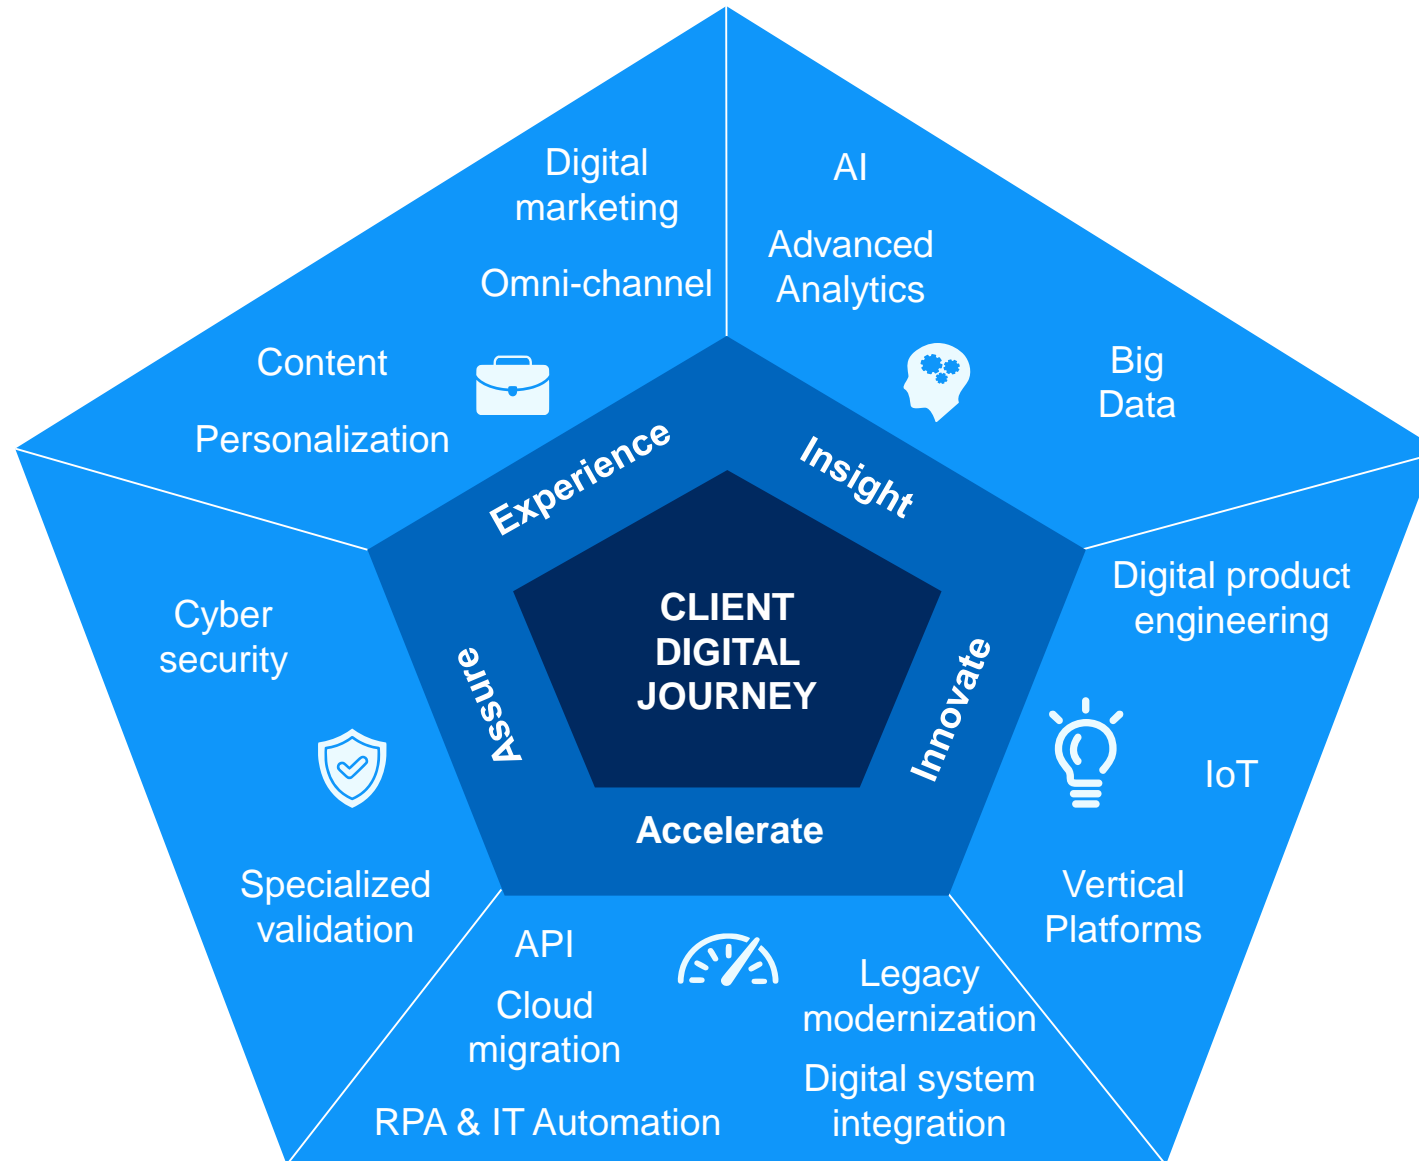 Digital
marketing
Omni-channel
Content
Personalization
AI
Advanced
Analytics
Big
Data
Experience
Insight
CLIENT
DIGITAL
JOURNEY
Assure
Innovate
Accelerate
Cyber
security
Specialized
validation
Digital product
engineering
IoT
Vertical
Platforms
API
Cloud
migration
RPA & IT Automation
Legacy
modernization
Digital system
integration